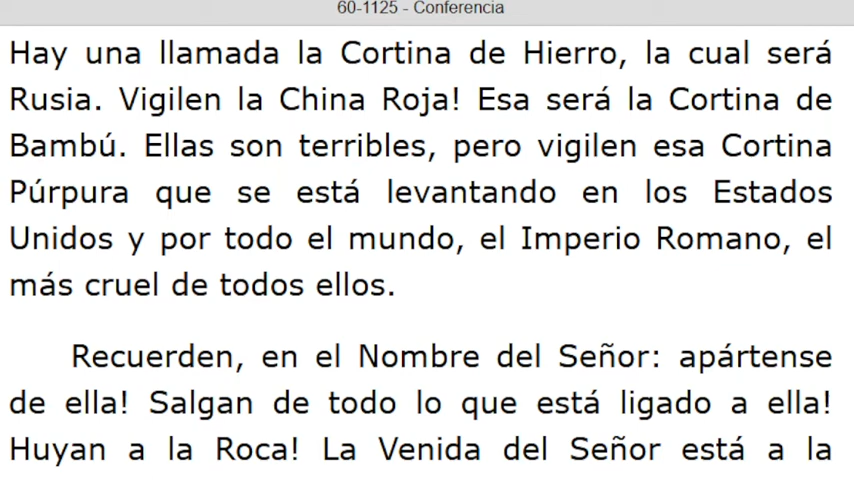 60-1125 - Conferencia
Hay una llamada la Cortina de Hierro, la cual será
Rusia. Vigilen la China Roja! Esa será la Cortina de
Bambú. Ellas son terribles, pero vigilen esa Cortina
Púrpura que se está levantando en los Estados
Unidos y por todo el mundo, el Imperio Romano, el
más cruel de todos ellos.
Recuerden, en el Nombre del Señor: apártense
de ella! Salgan de todo lo que está ligado a ella!
Huyan a la Roca! La Venida del Señor está a la